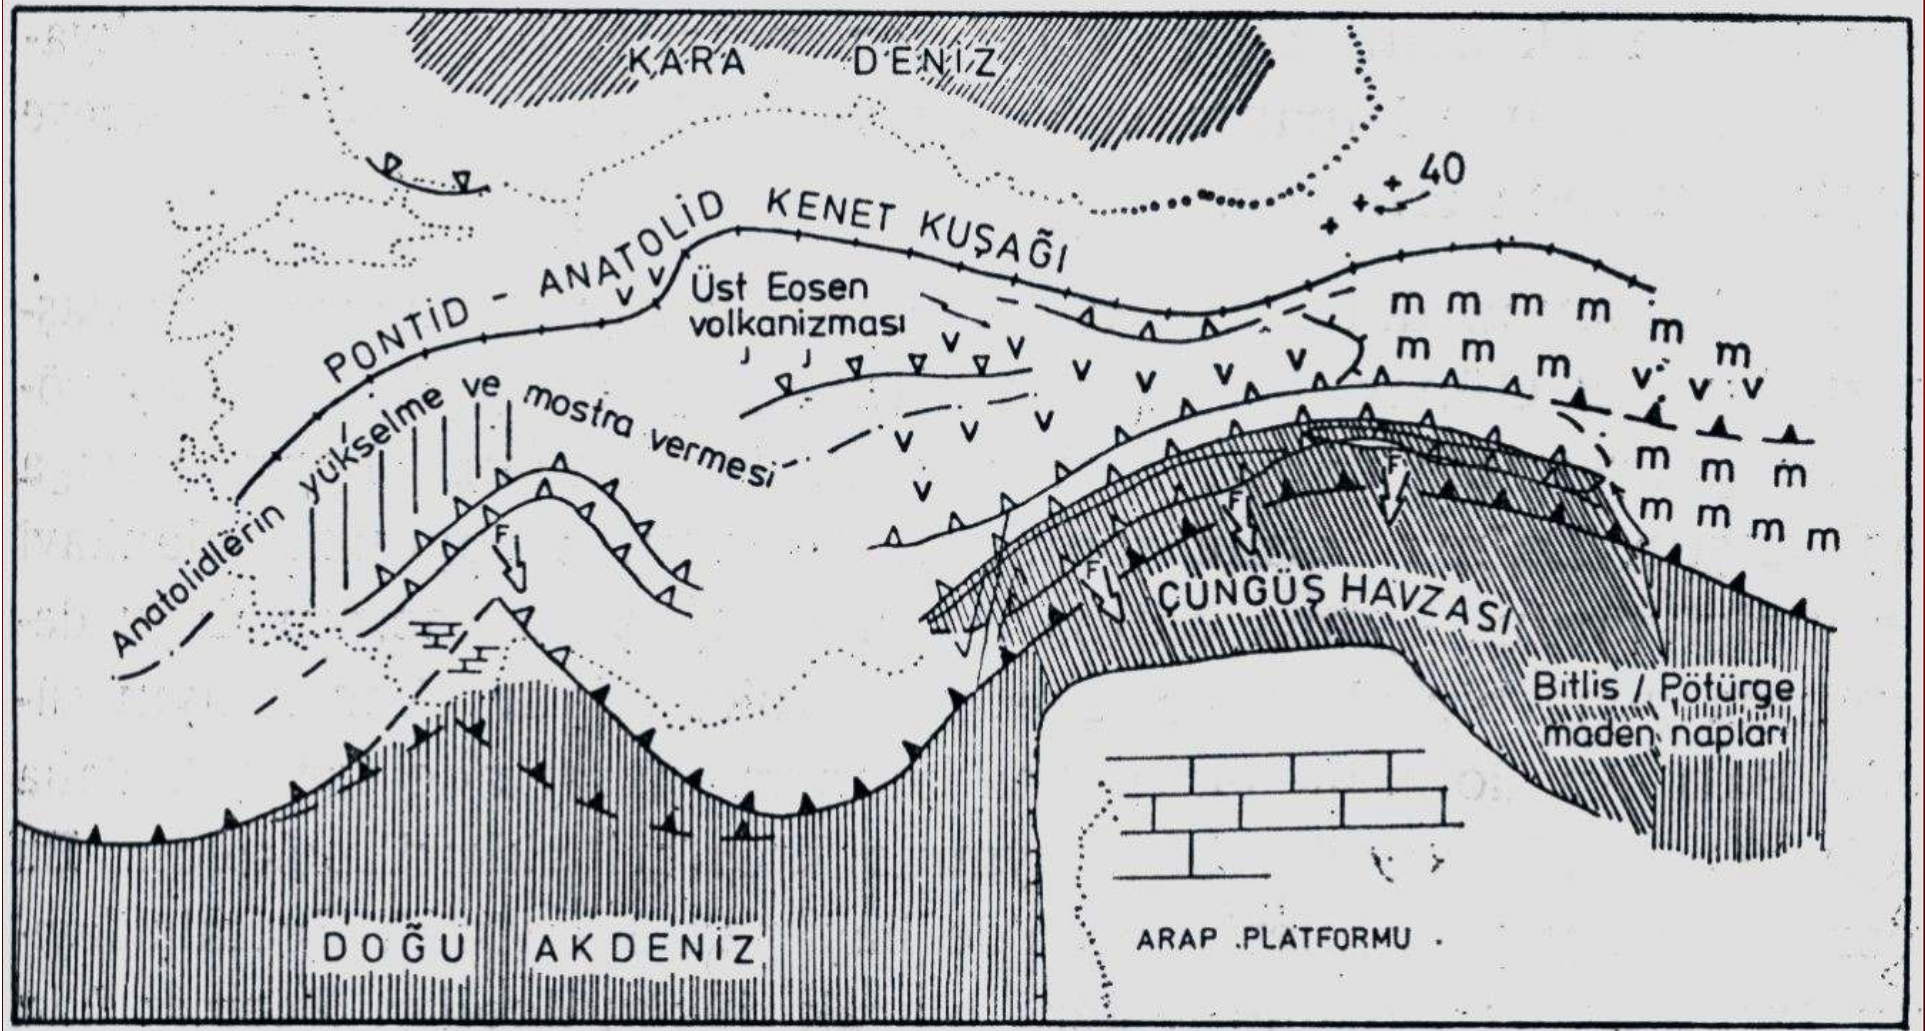 KARA DENİZ
40
PONTİD - ANATOLİD KENET KUŞAĞI
Üst Eosen
volkanizması
Anatolidlerin yükselme ve mostra vermesi
v v
v v v v v v
v v v v
v
v v v
m m m m m m
m m m
m m m
m m m m
F
F
F
F
ÇÜNGÜŞ HAVZASI
Bitlis / Pötürge
maden napları
DOĞU AKDENİZ
ARAP PLATFORMU